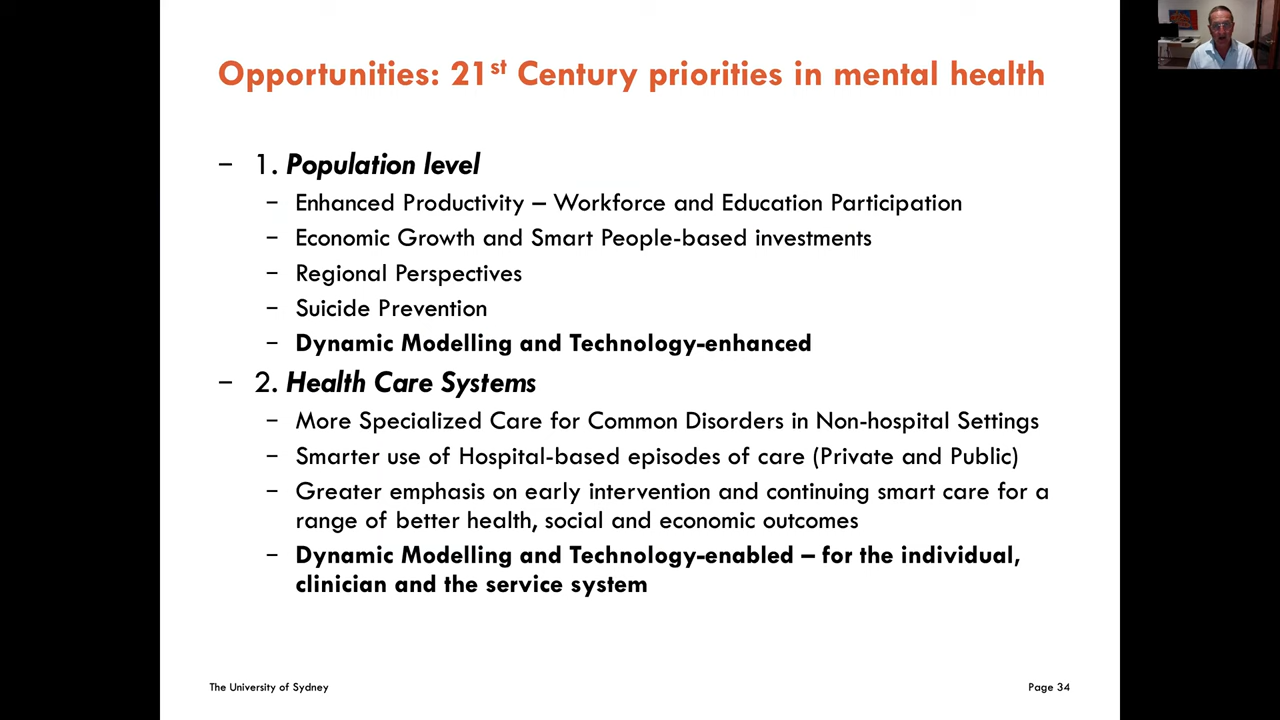 Opportunities: 21st Century priorities in mental health
– 1. Population level
– Enhanced Productivity – Workforce and Education Participation
– Economic Growth and Smart People-based investments
– Regional Perspectives
– Suicide Prevention
– Dynamic Modelling and Technology-enhanced
– 2. Health Care Systems
– More Specialized Care for Common Disorders in Non-hospital Settings
– Smarter use of Hospital-based episodes of care (Private and Public)
– Greater emphasis on early intervention and continuing smart care for a
range of better health, social and economic outcomes
– Dynamic Modelling and Technology-enabled – for the individual,
clinician and the service system
The University of Sydney
Page 34